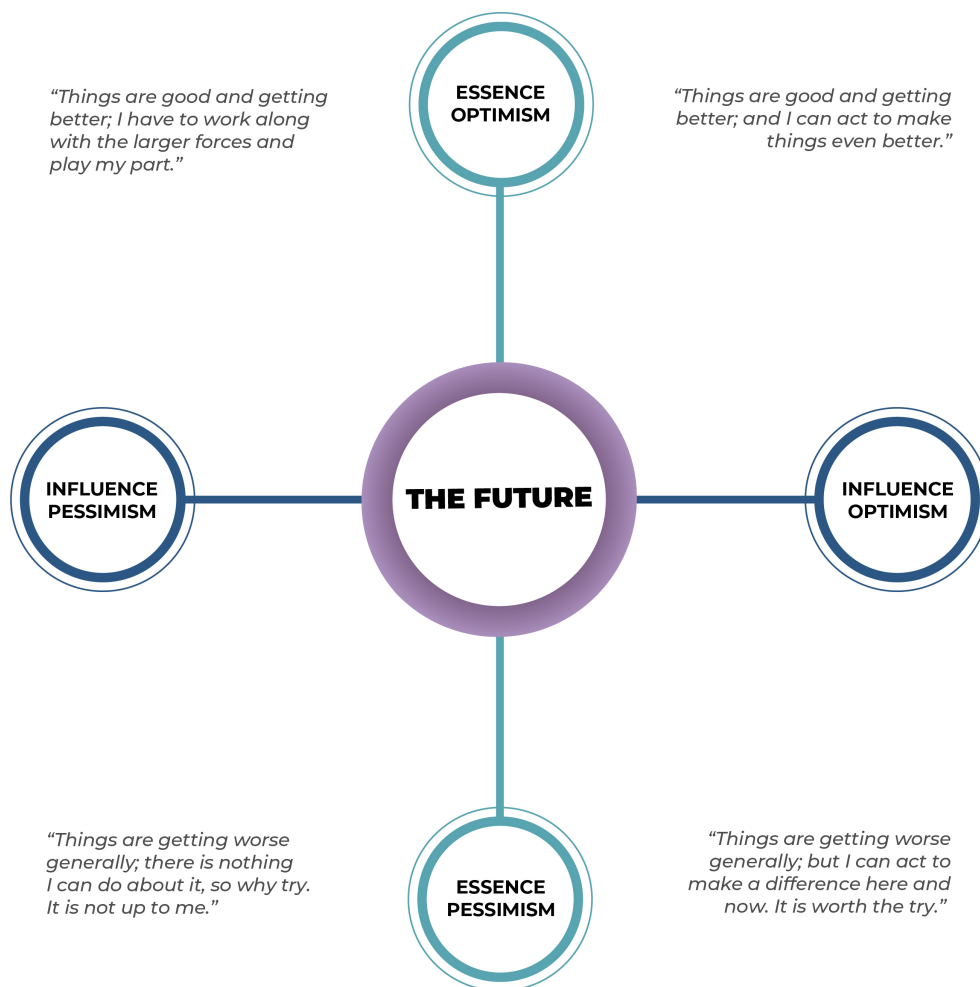 ESSENCE
OPTIMISM
“Things are good and getting
better; I have to work along
with the larger forces and
play my part.”
“Things are good and getting
better; and I can act to make
things even better.”
INFLUENCE
PESSIMISM
THE FUTURE
INFLUENCE
OPTIMISM
“Things are getting worse
generally; there is nothing
I can do about it, so why try.
It is not up to me.”
“Things are getting worse
generally; but I can act to
make a difference here and
now. It is worth the try.”
ESSENCE
PESSIMISM